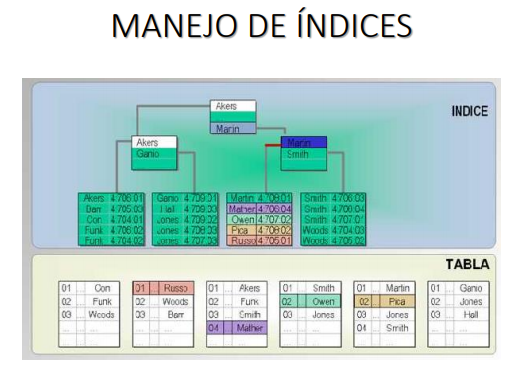 MANEJO DE ÍNDICES
INDICE
Akers
Martin
Akers
Ganio
Martin
Smith
Akers 4.706.01
Barr 4.705.03
Con 4.704.01
Funk 4.706.02
Funk 4.704.02
Ganio 4.709.01
Hall 4.709.03
Jones 4.709.02
Jones 4.708.03
Jones 4.707.03
Martin 4.708.01
Mather 4.706.04
Owen 4.707.02
Pica 4.708.02
Russo 4.705.01
Smith 4.706.03
Smith 4.708.04
Smith 4.707.01
Woods 4.704.03
Woods 4.705.02
TABLA
01 ... Con
02 ... Funk
03 ... Woods
... ... ...
01 ... Russo
02 ... Woods
03 ... Barr
... ... ...
01 ... Akers
02 ... Funk
03 ... Smith
04 ... Mather
01 ... Smith
02 ... Owen
03 ... Jones
... ... ...
01 ... Martin
02 ... Pica
03 ... Jones
04 ... Smith
01 ... Ganio
02 ... Jones
03 ... Hall
... ... ...